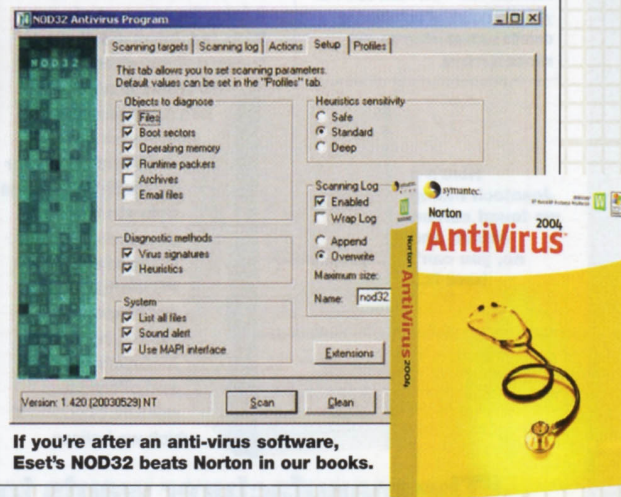 NOD32 Antivirus Program
NOD32
Scanning targets Scanning log Actions Setup Profiles
This tab allows you to set scanning parameters.
Default values can be set in the "Profiles" tab.
Objects to diagnose
Files
Boot sectors
Operating memory
Runtime packers
Archives
Email files
Diagnostic methods
Virus signatures
Heuristics
System
List all files
Sound alert
Use MAPI interface
Heuristics sensitivity
Safe
Standard
Deep
Scanning Log
Enabled
Wrap Log
Append
Overwrite
Maximum size:
Name: nod32
Extensions
Version: 1.420 (20030529) NT
Scan
Clean
symantec.
Norton
AntiVirus
2004
Norton AntiVirus 2004
If you're after an anti-virus software,
Eset's NOD32 beats Norton in our books.